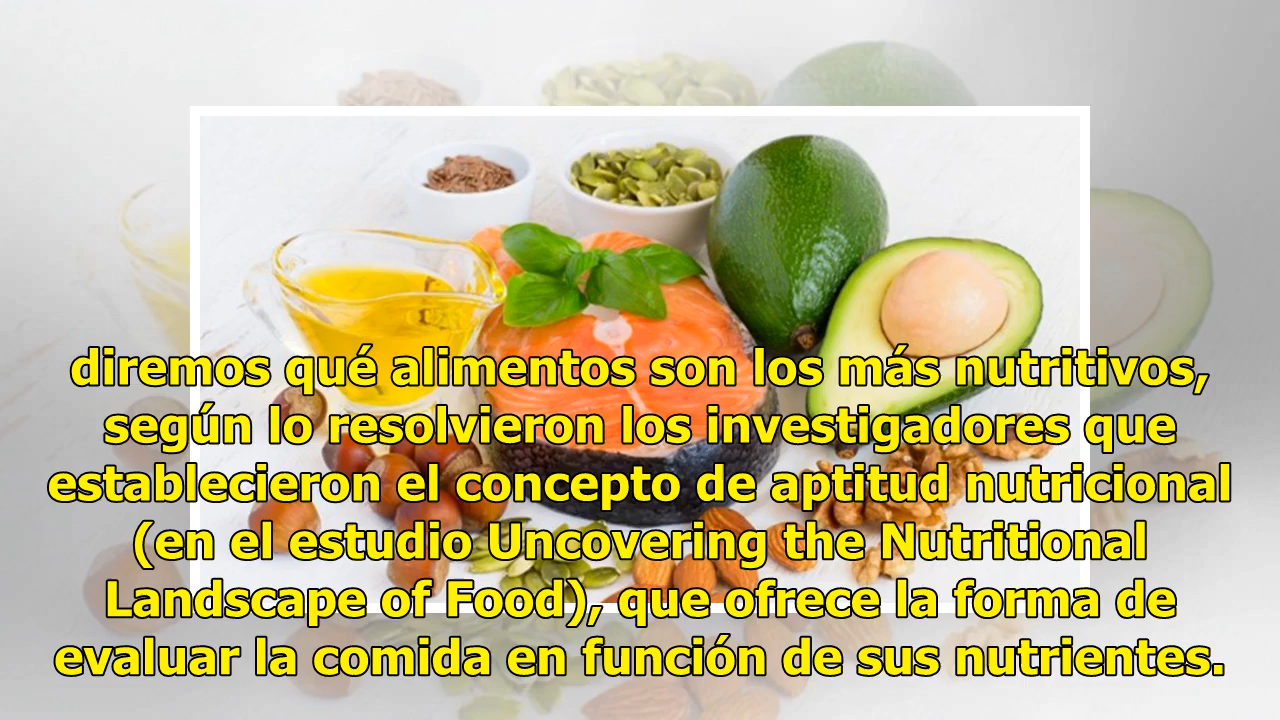 diremos qué alimentos son los más nutritivos,
según lo resolvieron los investigadores que
establecieron el concepto de aptitud nutricional
(en el estudio Uncovering the Nutritional
Landscape of Food), que ofrece la forma de
evaluar la comida en función de sus nutrientes.